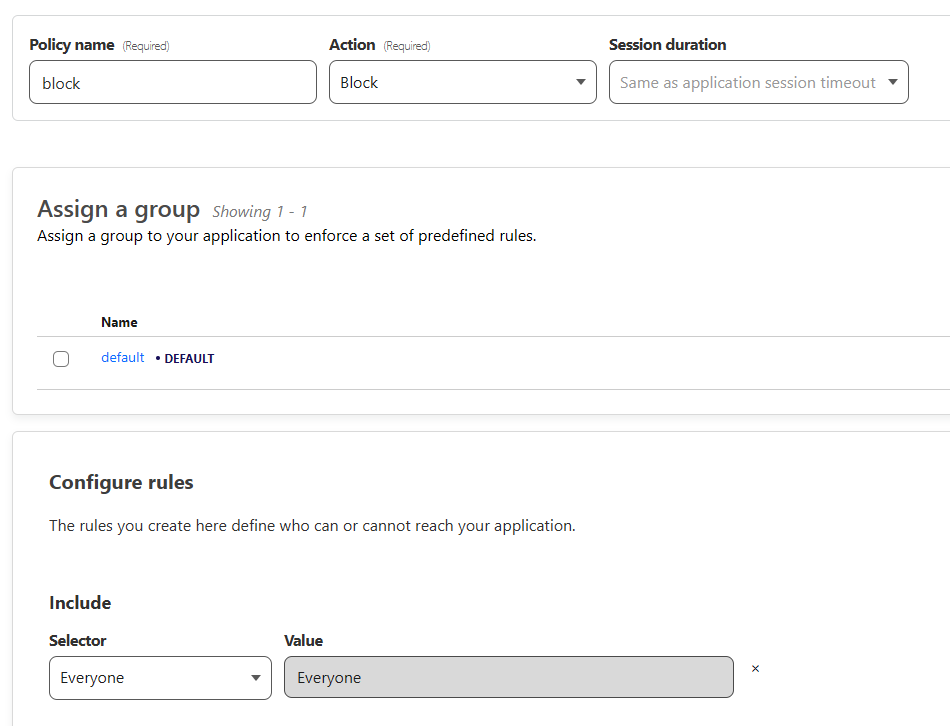 Policy name (Required) Action (Required) Session duration
block Block Same as application session timeout
Assign a group Showing 1 - 1
Assign a group to your application to enforce a set of predefined rules.
Name
default • DEFAULT
Configure rules
The rules you create here define who can or cannot reach your application.
Include
Selector Value
Everyone Everyone ×